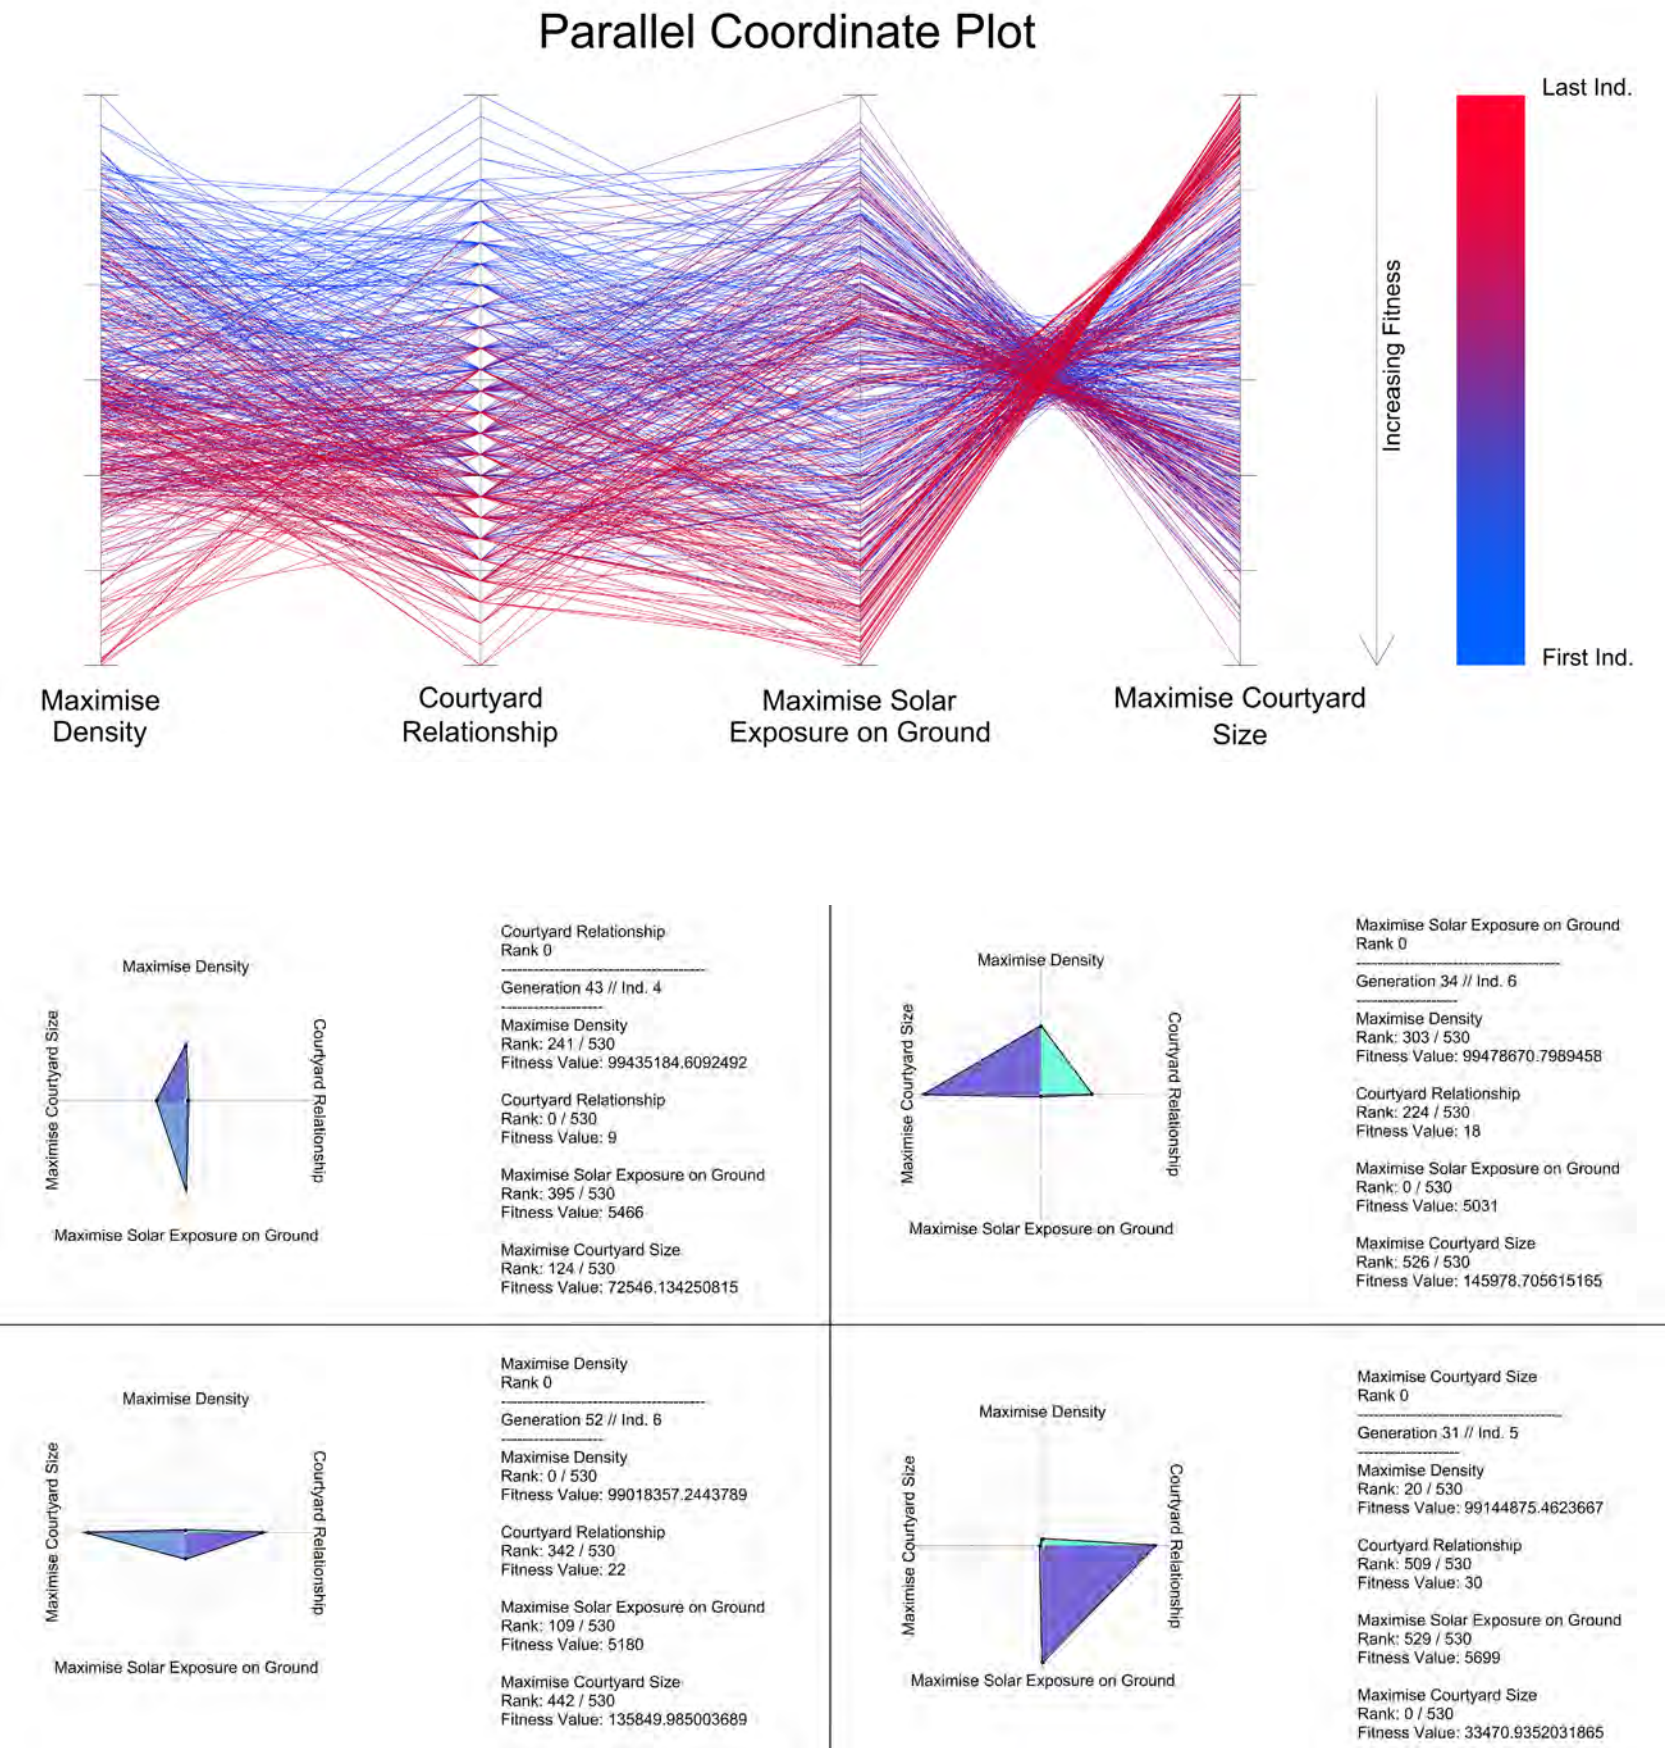 Parallel Coordinate Plot
Last Ind.
Increasing Fitness
First Ind.
Maximise
Density
Courtyard
Relationship
Maximise Solar
Exposure on Ground
Maximise Courtyard
Size
Maximise Density
Maximise Courtyard Size
Courtyard Relationship
Maximise Solar Exposure on Ground
Courtyard Relationship
Rank 0
Generation 43 // Ind. 4
Maximise Density
Rank: 241 / 530
Fitness Value: 99435184.6092492
Courtyard Relationship
Rank: 0 / 530
Fitness Value: 9
Maximise Solar Exposure on Ground
Rank: 395 / 530
Fitness Value: 5466
Maximise Courtyard Size
Rank: 124 / 530
Fitness Value: 72546.134250815
Maximise Density
Maximise Courtyard Size
Courtyard Relationship
Maximise Solar Exposure on Ground
Maximise Solar Exposure on Ground
Rank 0
Generation 34 // Ind. 6
Maximise Density
Rank: 303 / 530
Fitness Value: 99478670.7989458
Courtyard Relationship
Rank: 224 / 530
Fitness Value: 18
Maximise Solar Exposure on Ground
Rank: 0 / 530
Fitness Value: 5031
Maximise Courtyard Size
Rank: 526 / 530
Fitness Value: 145978.705615165
Maximise Density
Maximise Courtyard Size
Courtyard Relationship
Maximise Solar Exposure on Ground
Maximise Density
Rank 0
Generation 52 // Ind. 6
Maximise Density
Rank: 0 / 530
Fitness Value: 99018357.2443789
Courtyard Relationship
Rank: 342 / 530
Fitness Value: 22
Maximise Solar Exposure on Ground
Rank: 109 / 530
Fitness Value: 5180
Maximise Courtyard Size
Rank: 442 / 530
Fitness Value: 135849.985003689
Maximise Density
Maximise Courtyard Size
Courtyard Relationship
Maximise Solar Exposure on Ground
Maximise Courtyard Size
Rank 0
Generation 31 // Ind. 5
Maximise Density
Rank: 20 / 530
Fitness Value: 99144875.4623667
Courtyard Relationship
Rank: 509 / 530
Fitness Value: 30
Maximise Solar Exposure on Ground
Rank: 529 / 530
Fitness Value: 5699
Maximise Courtyard Size
Rank: 0 / 530
Fitness Value: 33470.9352031865